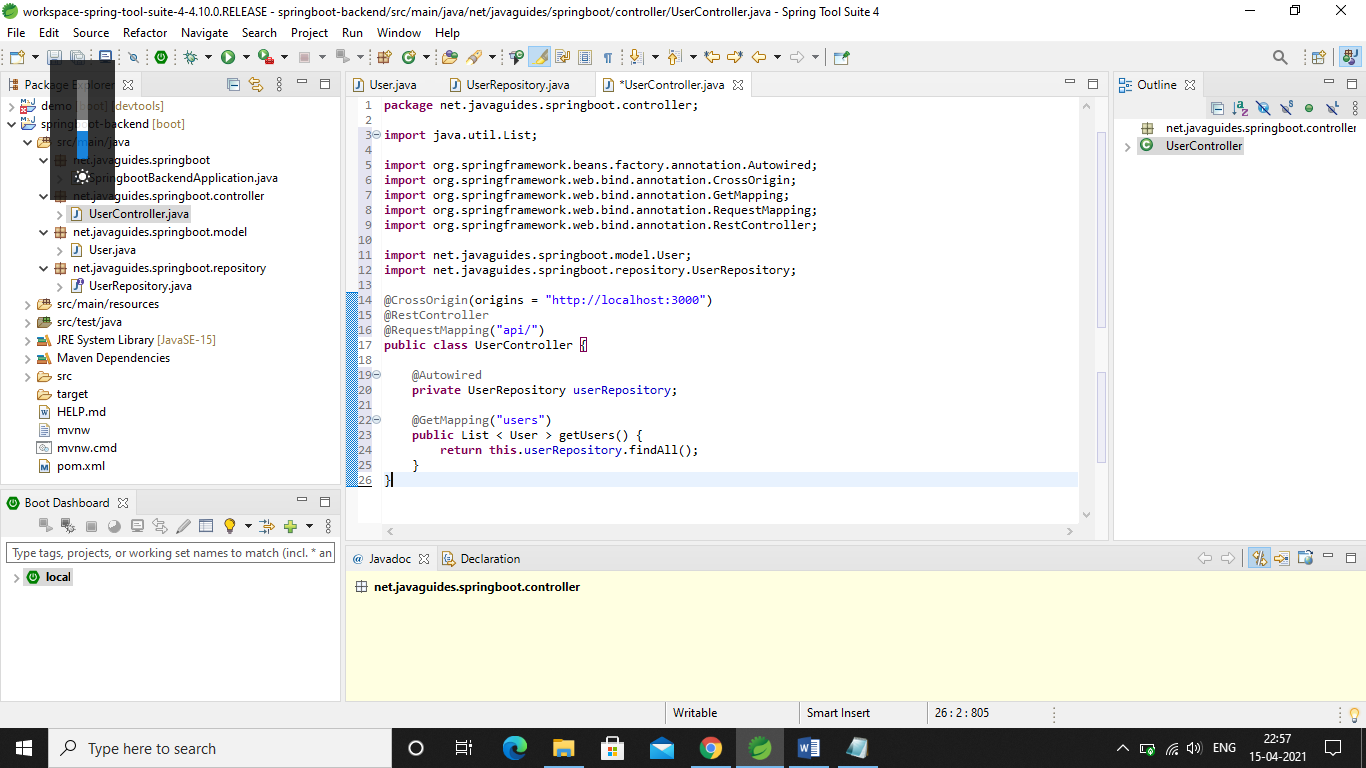 workspace-spring-tool-suite-4-4.10.0.RELEASE - springboot-backend/src/main/java/net/javaguides/springboot/controller/UserController.java - Spring Tool Suite 4
File Edit Source Refactor Navigate Search Project Run Window Help
Package Explorer
demo [boot] [devtools]
springboot-backend [boot]
src/main/java
net.javaguides.springboot
SpringbootBackendApplication.java
net.javaguides.springboot.controller
UserController.java
net.javaguides.springboot.model
User.java
net.javaguides.springboot.repository
UserRepository.java
src/main/resources
src/test/java
JRE System Library [JavaSE-15]
Maven Dependencies
src
target
HELP.md
mvnw
mvnw.cmd
pom.xml
Boot Dashboard
Type tags, projects, or working set names to match (incl. * an
local
User.java UserRepository.java *UserController.java
1 package net.javaguides.springboot.controller;
2
3 import java.util.List;
4
5 import org.springframework.beans.factory.annotation.Autowired;
6 import org.springframework.web.bind.annotation.CrossOrigin;
7 import org.springframework.web.bind.annotation.GetMapping;
8 import org.springframework.web.bind.annotation.RequestMapping;
9 import org.springframework.web.bind.annotation.RestController;
10
11 import net.javaguides.springboot.model.User;
12 import net.javaguides.springboot.repository.UserRepository;
13
14 @CrossOrigin(origins = "http://localhost:3000")
15 @RestController
16 @RequestMapping("api/")
17 public class UserController {
18
19 @Autowired
20 private UserRepository userRepository;
21
22 @GetMapping("users")
23 public List < User > getUsers() {
24 return this.userRepository.findAll();
25 }
26 }
Outline
net.javaguides.springboot.controller
UserController
@ Javadoc Declaration
net.javaguides.springboot.controller
Writable Smart Insert 26 : 2 : 805
Type here to search
ENG
22:57
15-04-2021